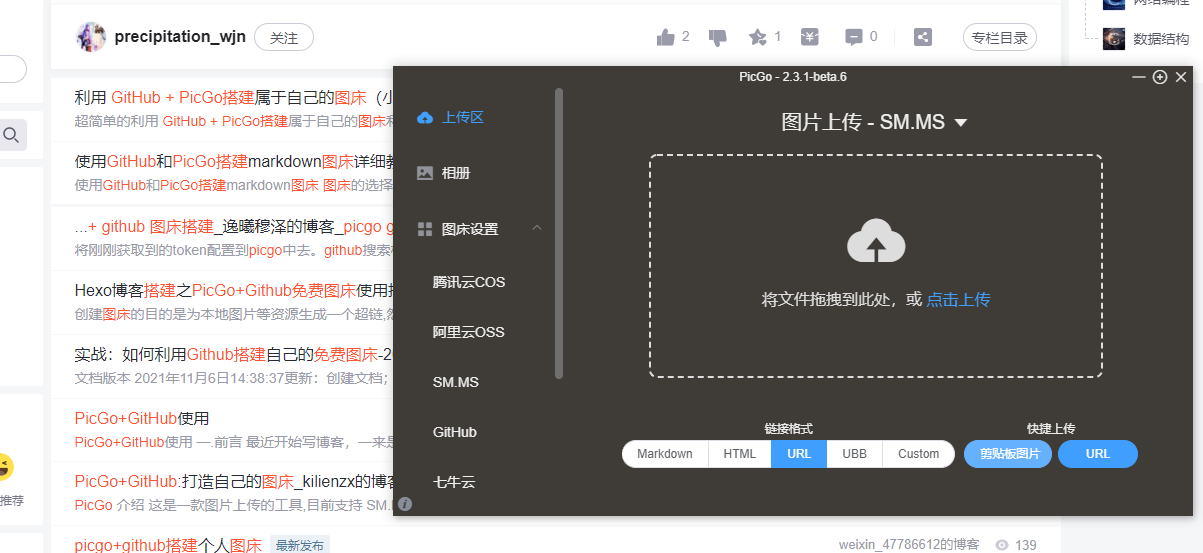 网络编程
数据结构
precipitation_wjn 关注 2 1 0 专栏目录
利用 GitHub + PicGo搭建属于自己的图床（小
超简单的利用 GitHub + PicGo搭建属于自己的图床和
使用GitHub和PicGo搭建markdown图床详细教
使用GitHub和PicGo搭建markdown图床 图床的选择
...+ github 图床搭建_逸曦穆泽的博客_picgo g
将刚刚获取到的token配置到picgo中去。github搜索
Hexo博客搭建之PicGo+Github免费图床使用
创建图床的目的是为本地图片等资源生成一个超链,
实战：如何利用Github搭建自己的免费图床-20
文档版本 2021年11月6日14:38:37更新：创建文档；
PicGo+GitHub使用
PicGo+GitHub使用 一.前言 最近开始写博客，一来是
PicGo+GitHub:打造自己的图床_kilienzx的博客
PicGo 介绍 这是一款图片上传的工具,目前支持 SM.M
picgo+github搭建个人图床 最新发布
weixin_47786612的博客 139
推荐
PicGo - 2.3.1-beta.6
上传区
相册
图床设置
腾讯云COS
阿里云OSS
SM.MS
GitHub
七牛云
图片上传 - SM.MS
将文件拖拽到此处，或 点击上传
链接格式
Markdown HTML URL UBB Custom
快捷上传
剪贴板图片 URL